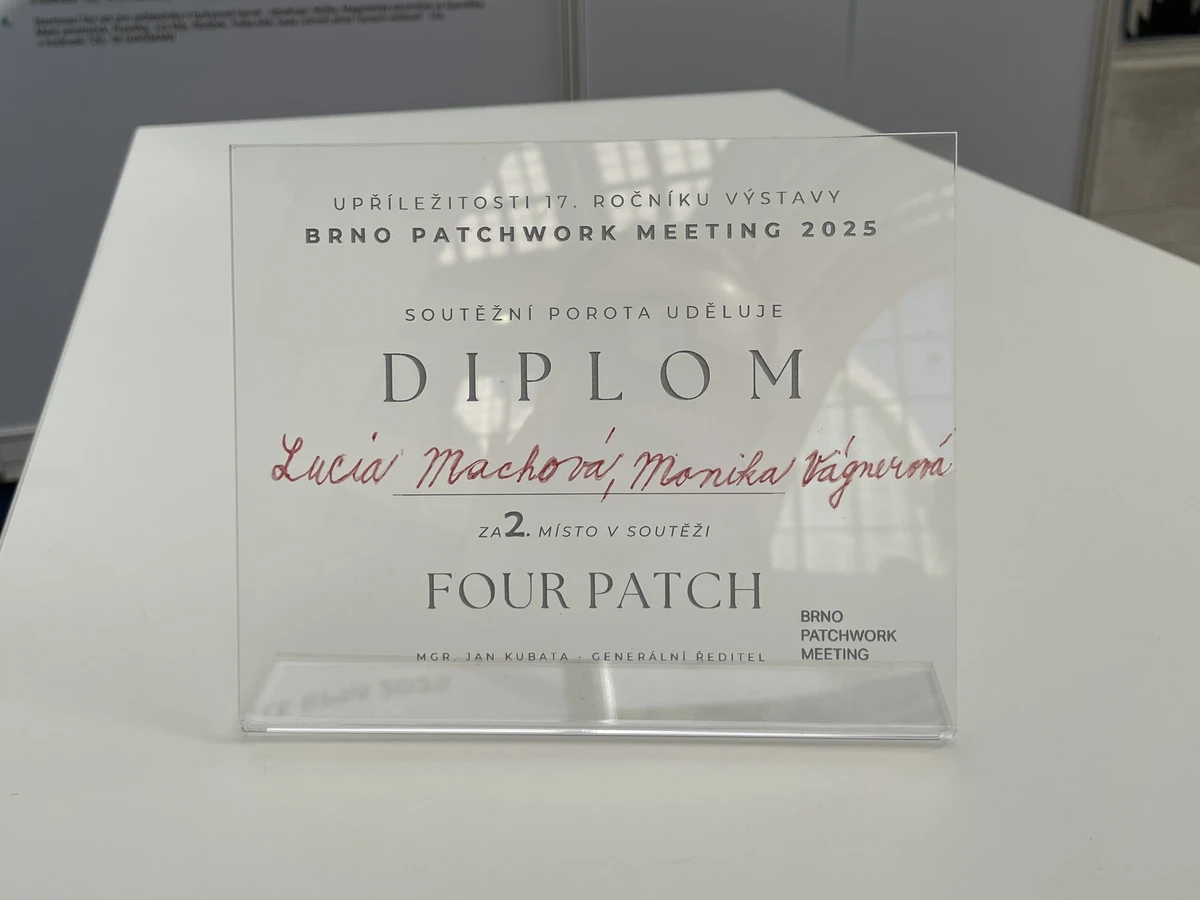 UPŘÍLEŽITOSTI 17. ROČNÍKU VÝSTAVY
BRNO PATCHWORK MEETING 2025
SOUTĚŽNÍ POROTA UDĚLUJE
DIPLOM
Lucia Machová, Monika Vágnerová
ZA 2. MÍSTO V SOUTĚŽI
FOUR PATCH
MGR. JAN KUBATA - GENERÁLNÍ ŘEDITEL
BRNO
PATCHWORK
MEETING